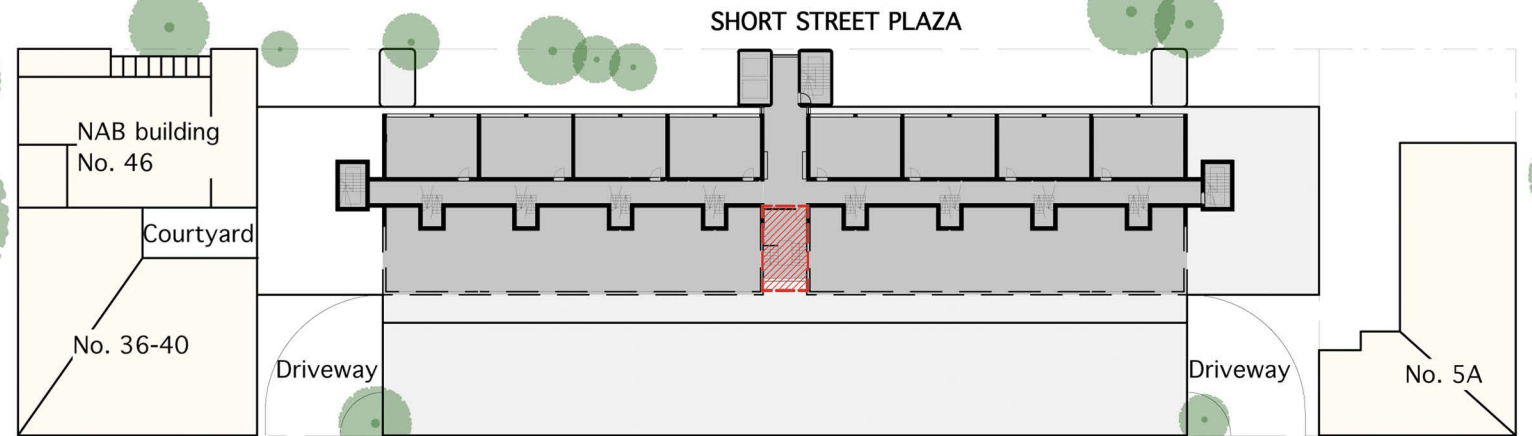 SHORT STREET PLAZA
NAB building
No. 46
Courtyard
No. 36-40
Driveway
Driveway
No. 5A